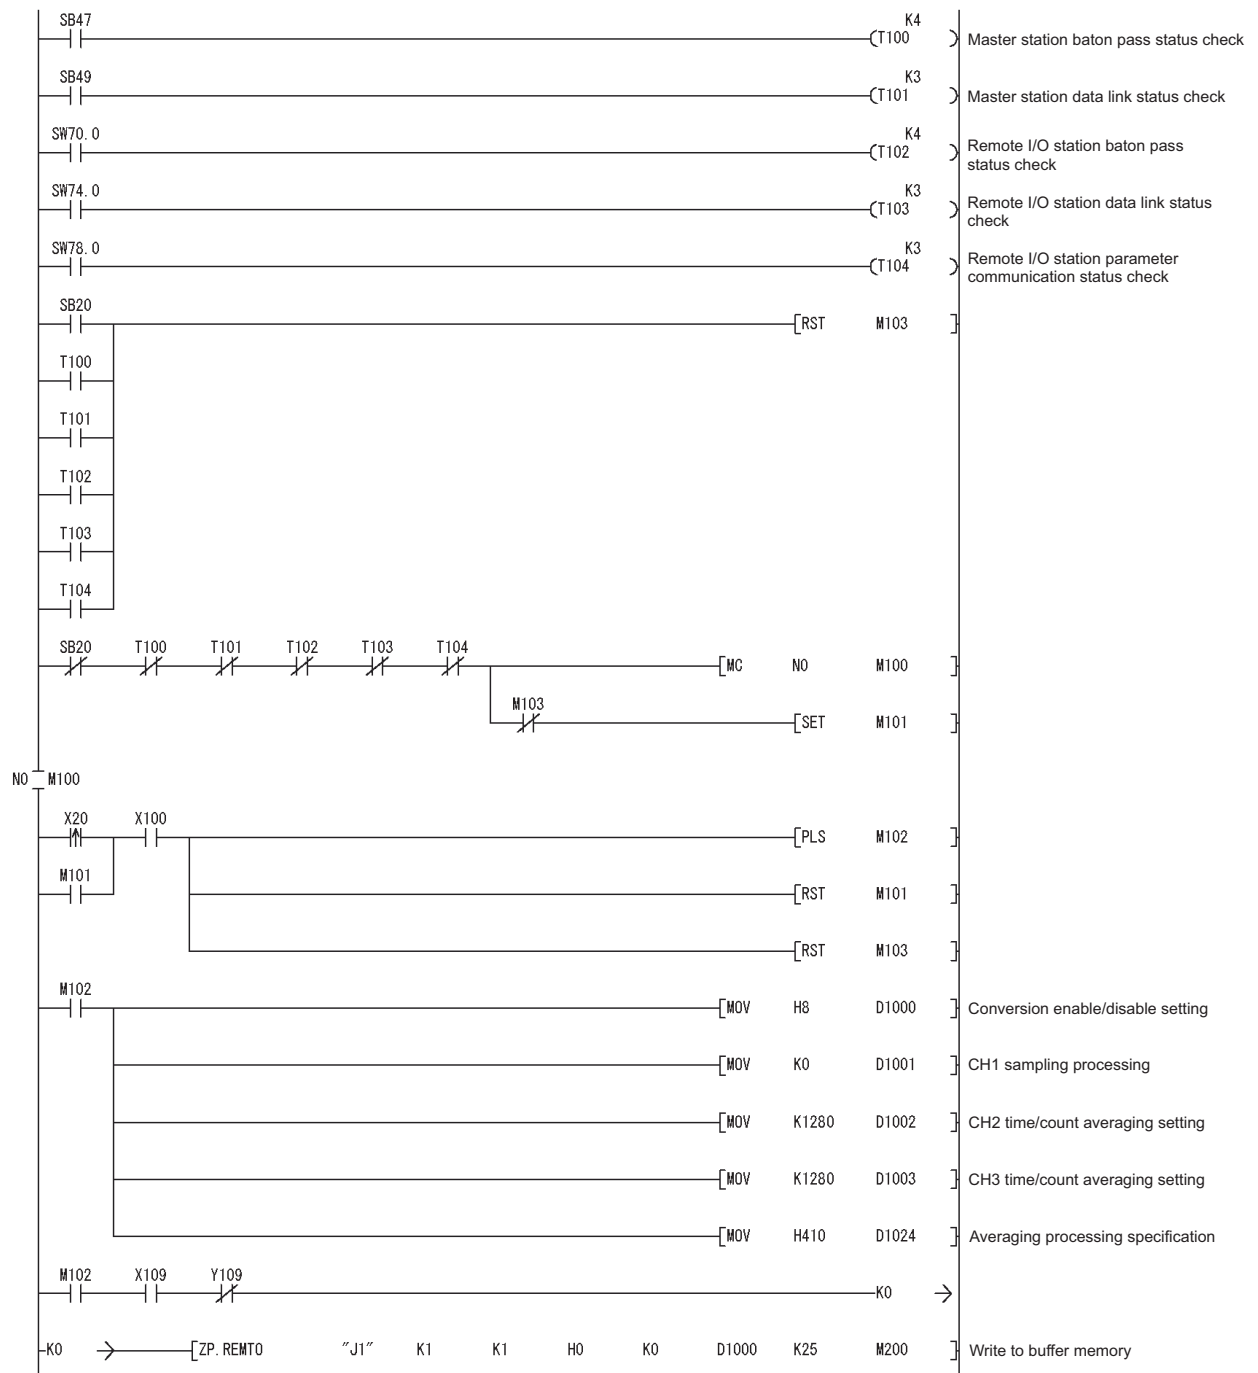 SB47 K4
T100 Master station baton pass status check
SB49 K3
T101 Master station data link status check
SW70.0 K4
T102 Remote I/O station baton pass
status check
SW74.0 K3
T103 Remote I/O station data link status
check
SW78.0 K3
T104 Remote I/O station parameter
communication status check
SB20
RST M103
T100
T101
T102
T103
T104
SB20 T100 T101 T102 T103 T104
MC N0 M100
M103
SET M101
N0 M100
X20 X100
PLS M102
M101
RST M101
RST M103
M102
MOV H8 D1000 Conversion enable/disable setting
MOV K0 D1001 CH1 sampling processing
MOV K1280 D1002 CH2 time/count averaging setting
MOV K1280 D1003 CH3 time/count averaging setting
MOV H410 D1024 Averaging processing specification
M102 X109 Y109
K0
K0 ZP.REMTO "J1" K1 K1 H0 K0 D1000 K25 M200 Write to buffer memory